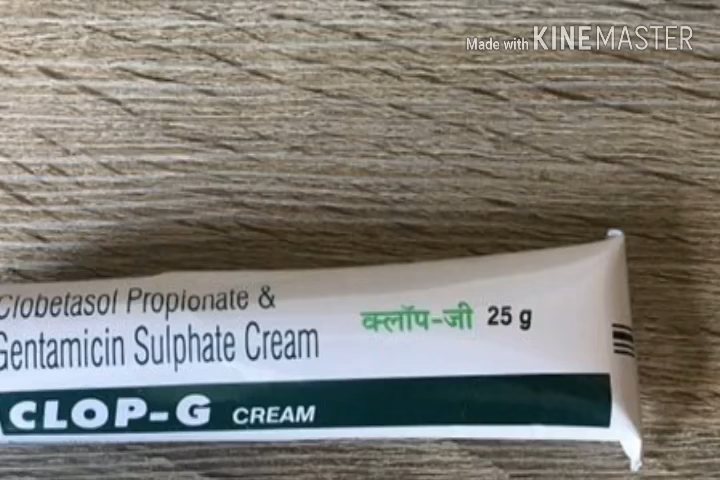 Made with KINEMASTER
Clobetasol Propionate &
Gentamicin Sulphate Cream
क्लॉप-जी 25 g
CLOP-G CREAM